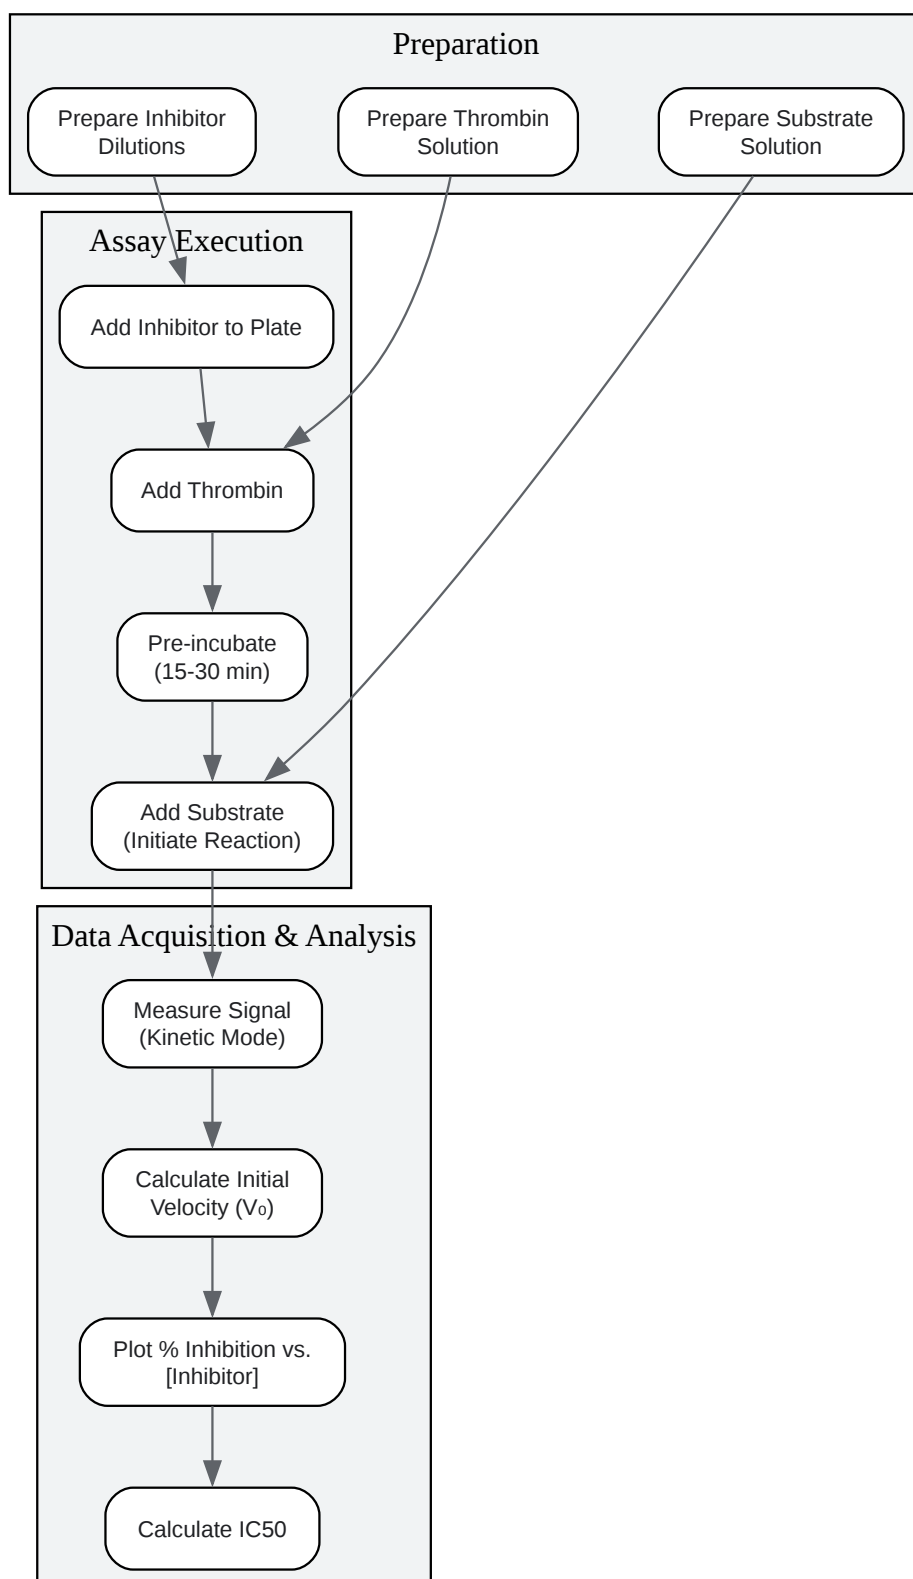 Preparation
Prepare Inhibitor
Dilutions
Prepare Thrombin
Solution
Prepare Substrate
Solution
Assay Execution
Add Inhibitor to Plate
Add Thrombin
Pre-incubate
(15-30 min)
Add Substrate
(Initiate Reaction)
Data Acquisition & Analysis
Measure Signal
(Kinetic Mode)
Calculate Initial
Velocity (V₀)
Plot % Inhibition vs.
[Inhibitor]
Calculate IC50